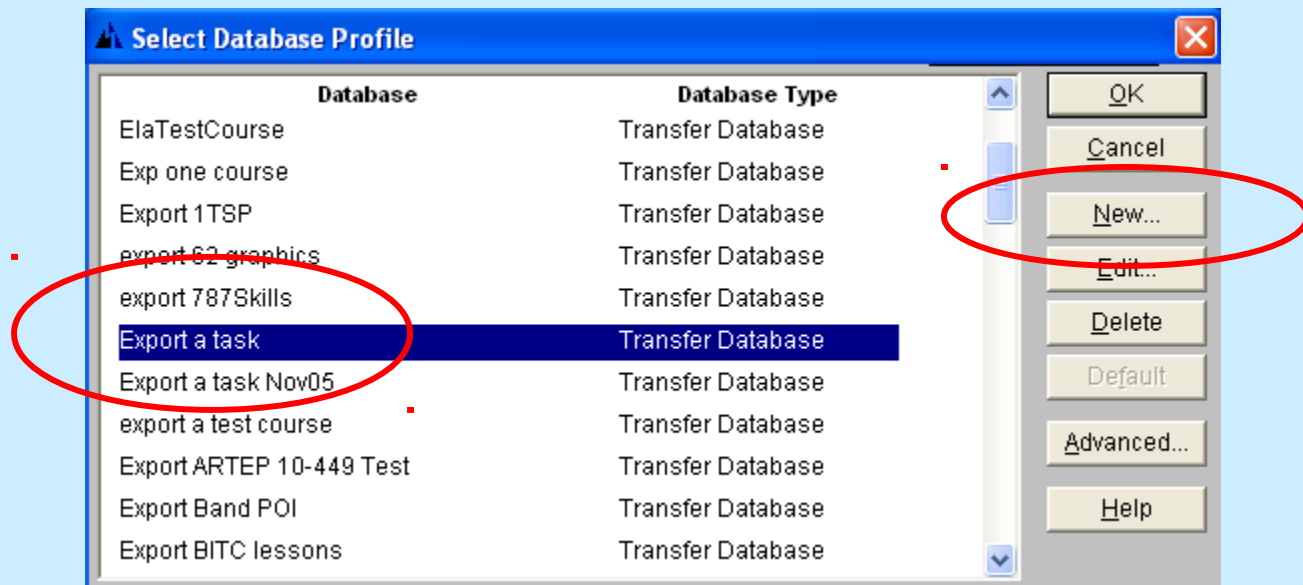 Select Database Profile
Database Database Type
ElaTestCourse Transfer Database
Exp one course Transfer Database
Export 1TSP Transfer Database
export 62 graphics Transfer Database
export 787Skills Transfer Database
Export a task Transfer Database
Export a task Nov05 Transfer Database
export a test course Transfer Database
Export ARTEP 10-449 Test Transfer Database
Export Band POI Transfer Database
Export BITC lessons Transfer Database
OK
Cancel
New...
Edit...
Delete
Default
Advanced...
Help